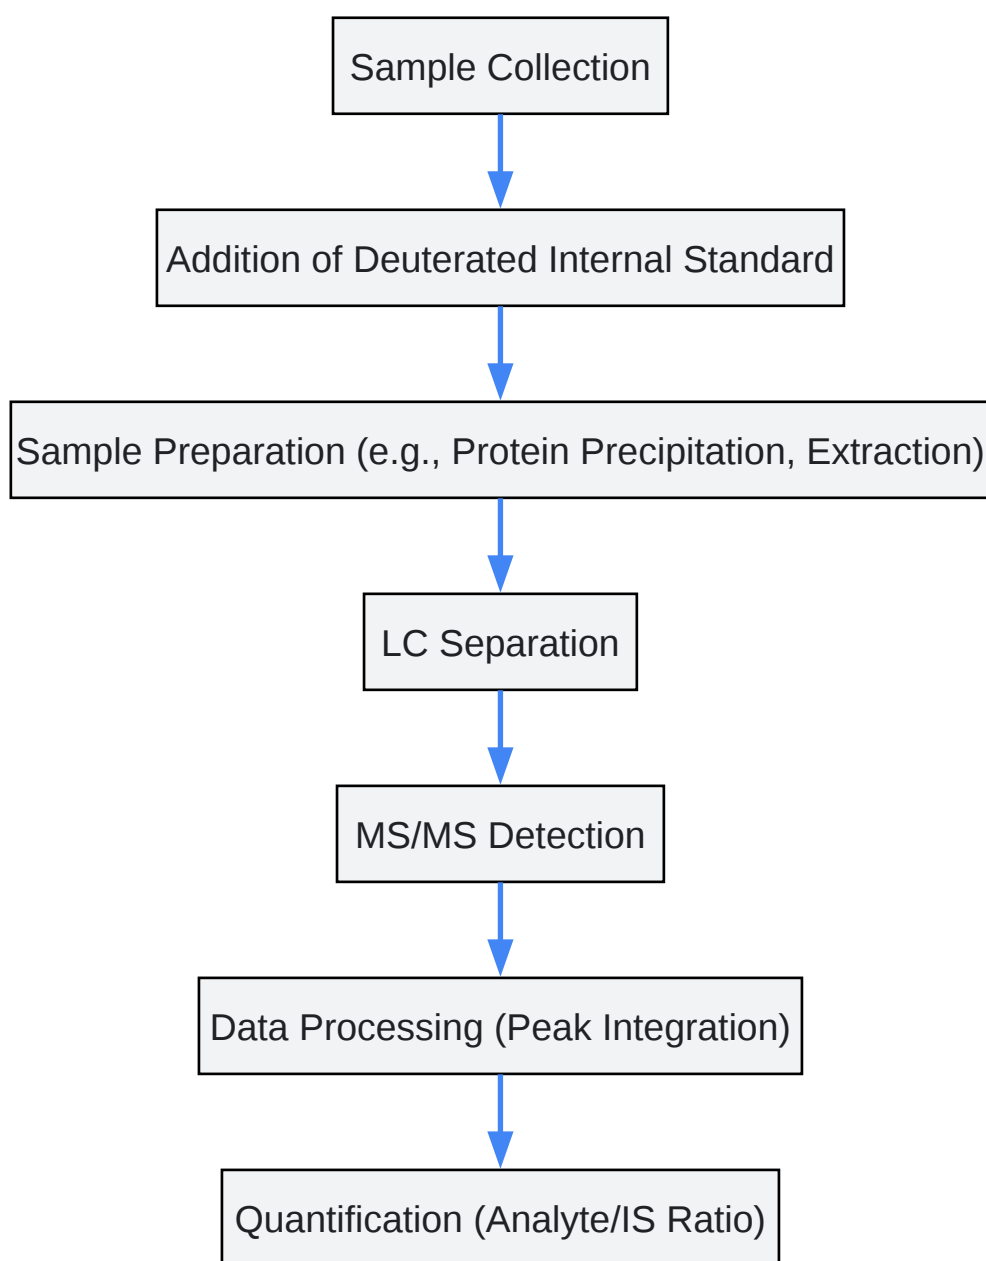 Sample Collection
Addition of Deuterated Internal Standard
Sample Preparation (e.g., Protein Precipitation, Extraction)
LC Separation
MS/MS Detection
Data Processing (Peak Integration)
Quantification (Analyte/IS Ratio)